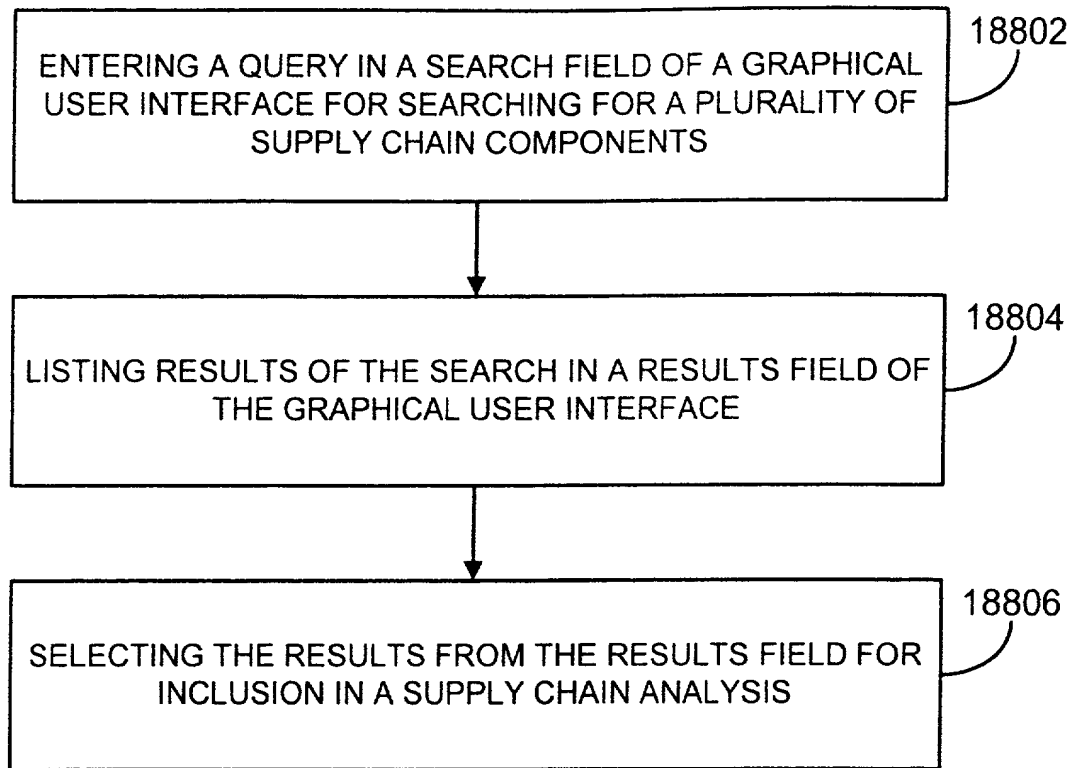 18802
ENTERING A QUERY IN A SEARCH FIELD OF A GRAPHICAL
USER INTERFACE FOR SEARCHING FOR A PLURALITY OF
SUPPLY CHAIN COMPONENTS
18804
LISTING RESULTS OF THE SEARCH IN A RESULTS FIELD OF
THE GRAPHICAL USER INTERFACE
18806
SELECTING THE RESULTS FROM THE RESULTS FIELD FOR
INCLUSION IN A SUPPLY CHAIN ANALYSIS